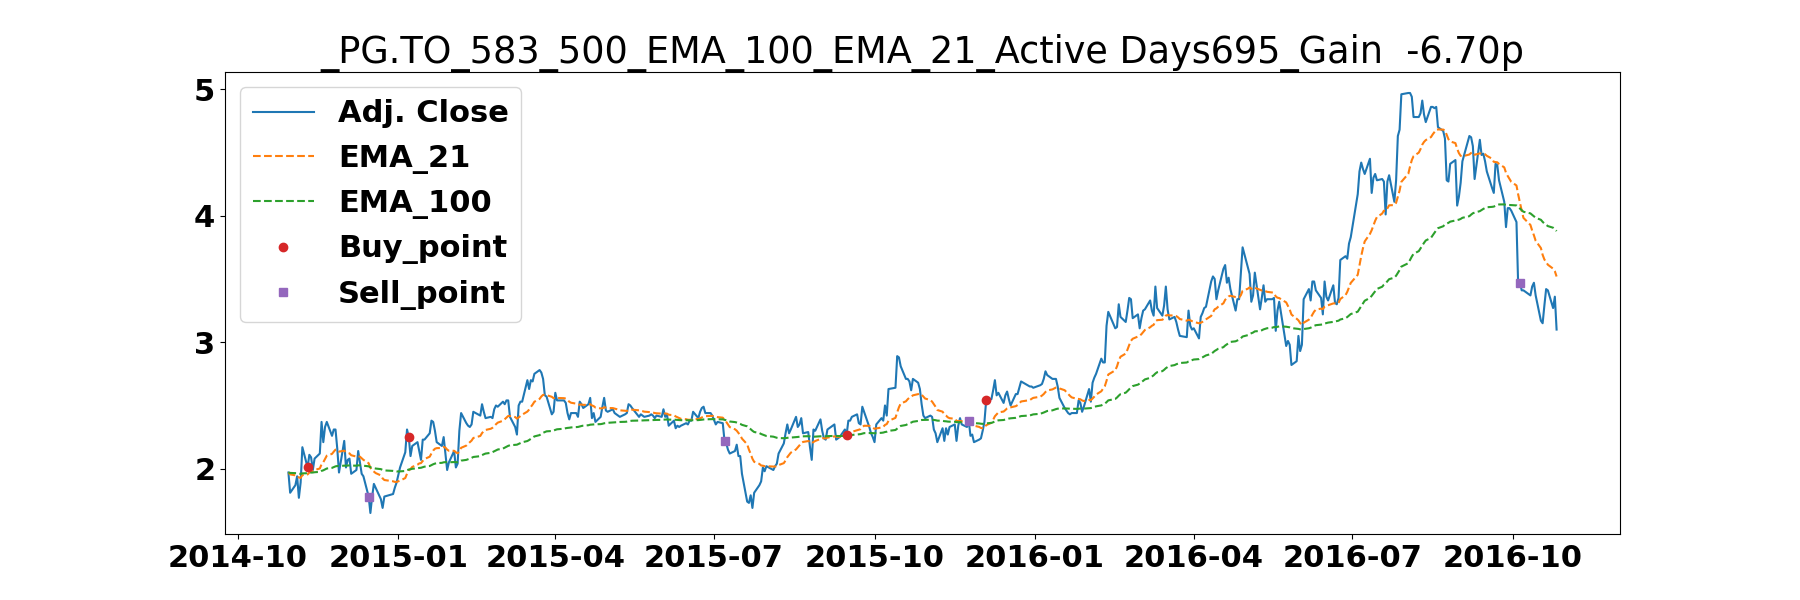 _PG.TO_583_500_EMA_100_EMA_21_Active Days695_Gain  -6.70p
5
4
3
2
Adj. Close
EMA_21
EMA_100
Buy_point
Sell_point
2014-10 2015-01 2015-04 2015-07 2015-10 2016-01 2016-04 2016-07 2016-10